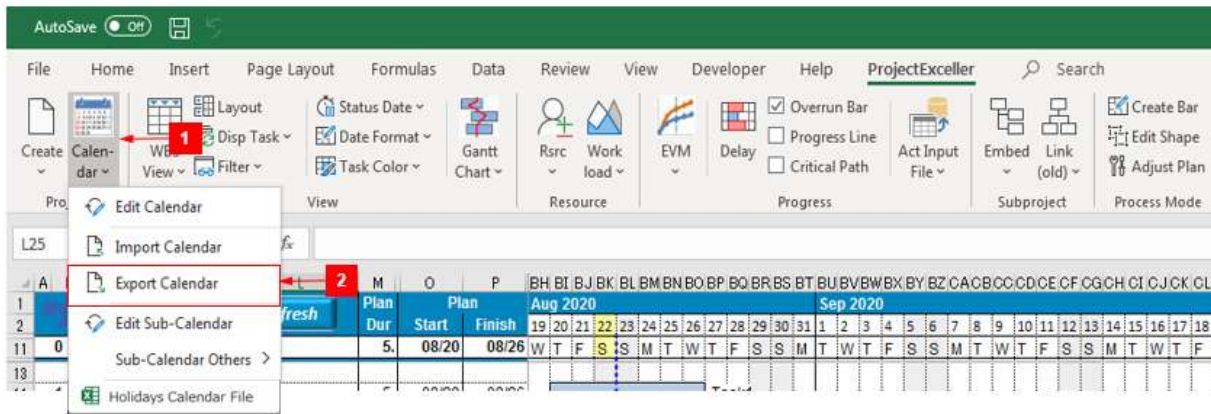 AutoSave Off
File Home Insert Page Layout Formulas Data Review View Developer Help ProjectExceller Search
Layout Status Date Overrun Bar Create Bar
1 Disp Task Date Format Progress Line Edit Shape
Create Calen- WBS Gantt Rsrc Work EVM Delay Act Input Embed Link
dar View Filter Task Color Chart load Critical Path File (old) Adjust Plan
View Resource Progress Subproject Process Mode
Edit Calendar
L25 Import Calendar fx
Export Calendar 2
A M O P BH BI BJ BK BL BM BN BO BP BQ BR BS BT BU BV BW BX BY BZ CA CB CC CD CE CF CG CH CI CJ CK CL
1 Plan Plan Aug 2020 Sep 2020
2 Edit Sub-Calendar Dur Start Finish 19 20 21 22 23 24 25 26 27 28 29 30 31 1 2 3 4 5 6 7 8 9 10 11 12 13 14 15 16 17 18
11 0 5. 08/20 08/26 W T F S S M T W T F S S M T W T F S S M T W T F S S M T W T F
Sub-Calendar Others
13
Holidays Calendar File